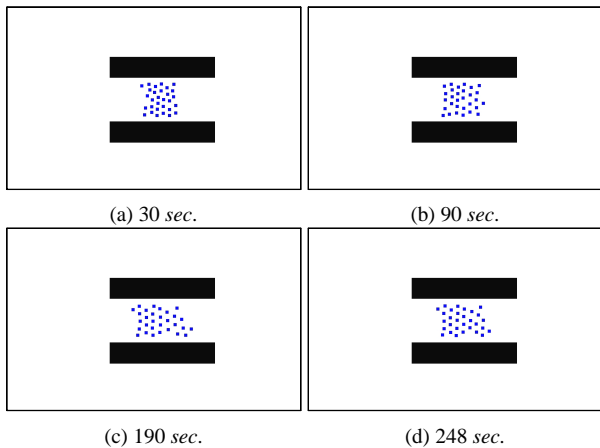 (a) 30 sec.
(b) 90 sec.
(c) 190 sec.
(d) 248 sec.